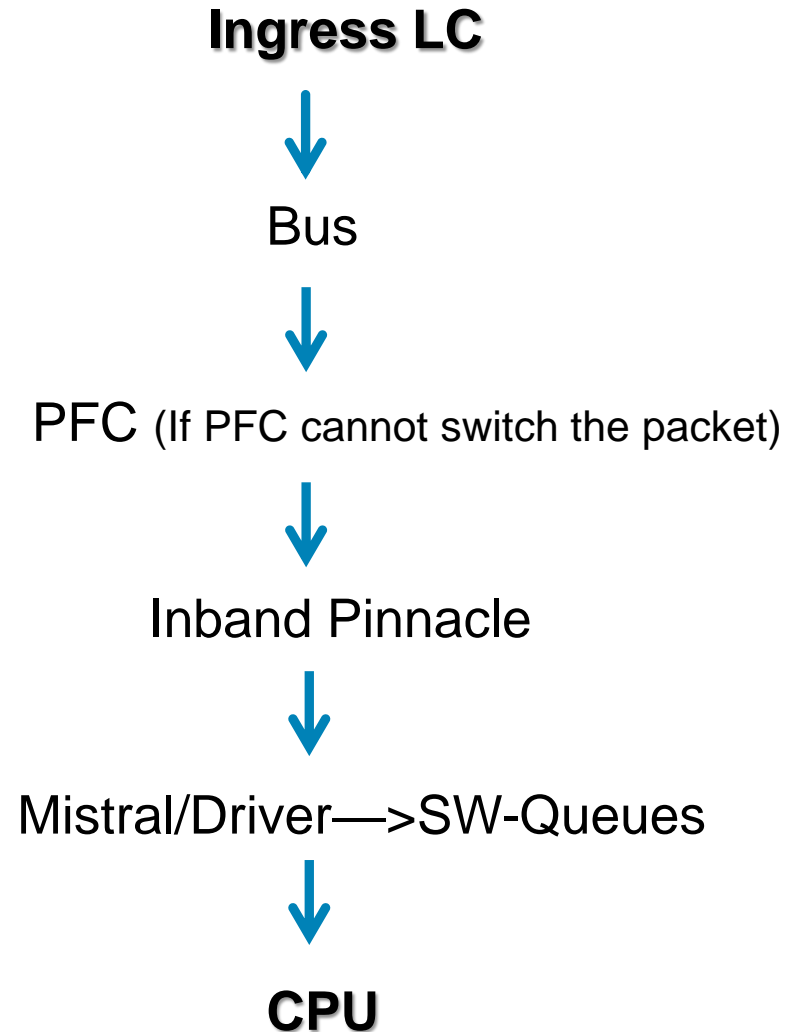 Ingress LC
Bus
PFC (If PFC cannot switch the packet)
Inband Pinnacle
Mistral/Driver—>SW-Queues
CPU